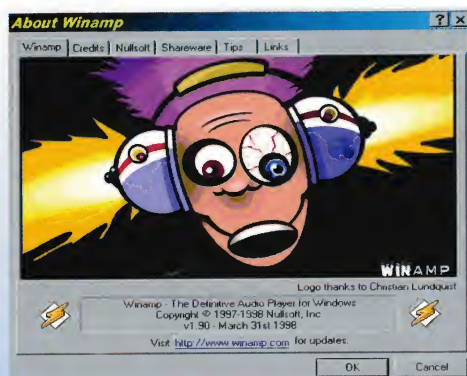 About Winamp
? ×
Winamp Credits Nullsoft Shareware Tips Links
WINAMP
Logo thanks to Christian Lundquist
Winamp - The Definitive Audio Player for Windows
Copyright © 1997-1998 Nullsoft, Inc
v1.90 - March 31st 1998
Visit http://www.winamp.com for updates.
OK Cancel